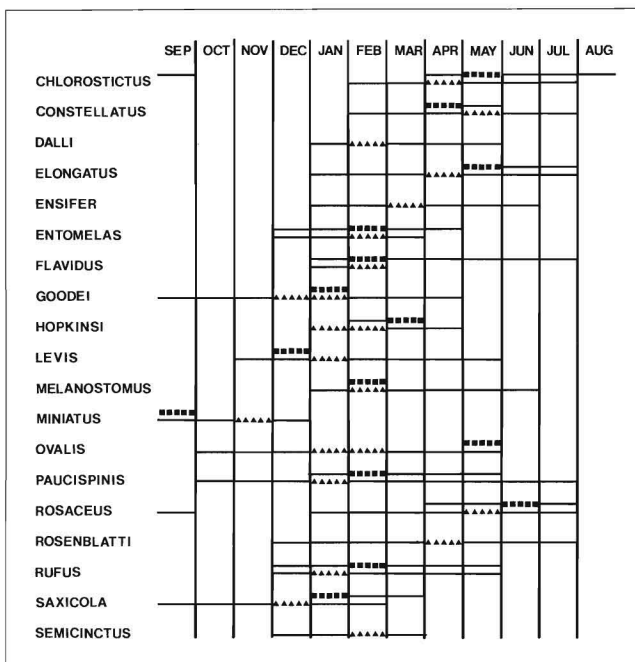 SEP OCT NOV DEC JAN FEB MAR APR MAY JUN JUL AUG
CHLOROSTICTUS
CONSTELLATUS
DALLI
ELONGATUS
ENSIFER
ENTOMELAS
FLAVIDUS
GOODEI
HOPKINSI
LEVIS
MELANOSTOMUS
MINIATUS
OVALIS
PAUCISPINIS
ROSACEUS
ROSENBLATTI
RUFUS
SAXICOLA
SEMICINCTUS